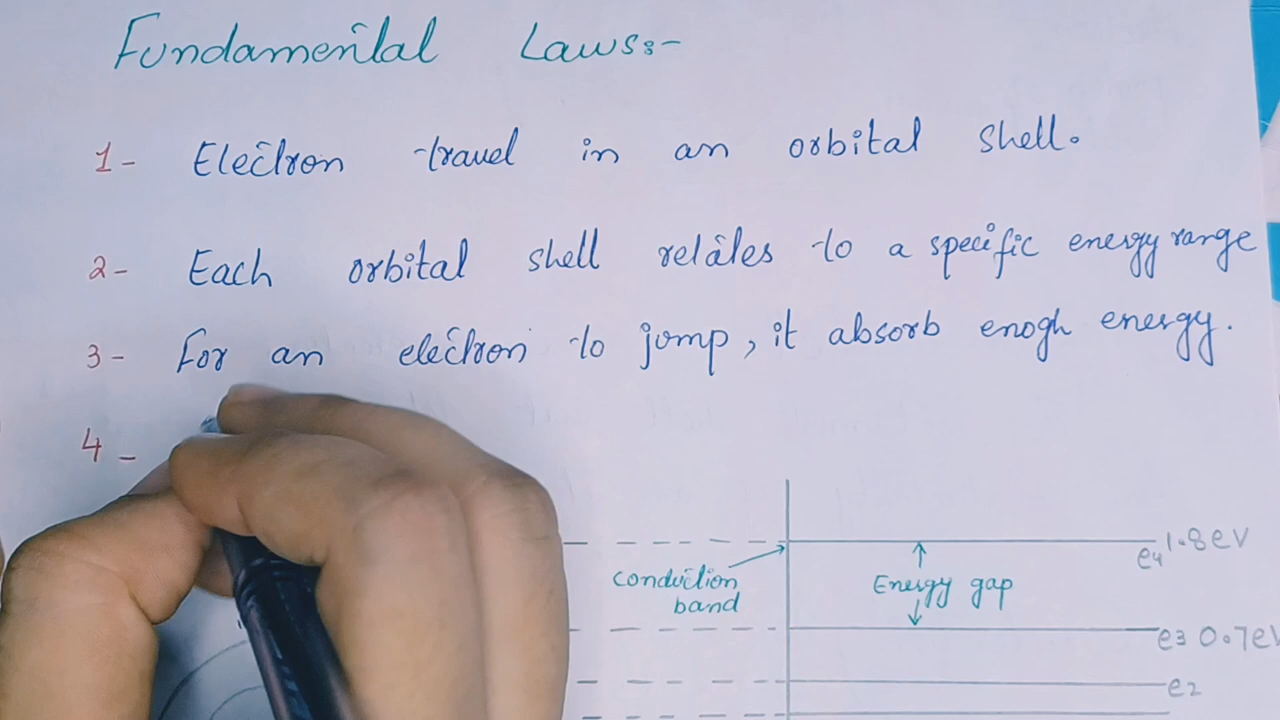 Fundamental Laws:-
1- Electron travel in an orbital shell.
2- Each orbital shell relates to a specific energy range
3- For an electron to jump, it absorb enogh energy.
4-
e4 1.8eV
conduction
band
Energy gap
e3 0.7eV
e2